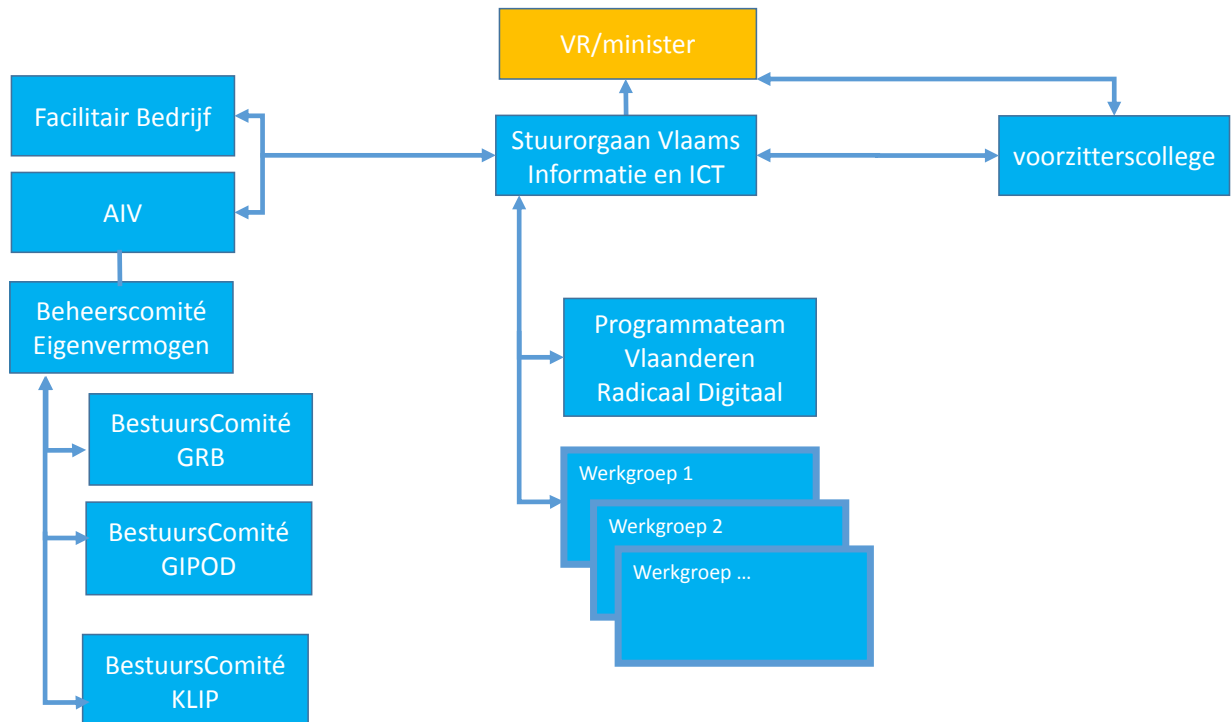 VR/minister
Facilitair Bedrijf
Stuurorgaan Vlaams
Informatie en ICT
voorzitterscollege
AIV
Beheerscomité
Eigenvermogen
Programmateam
Vlaanderen
Radicaal Digitaal
BestuursComité
GRB
Werkgroep 1
BestuursComité
GIPOD
Werkgroep 2
Werkgroep ...
BestuursComité
KLIP